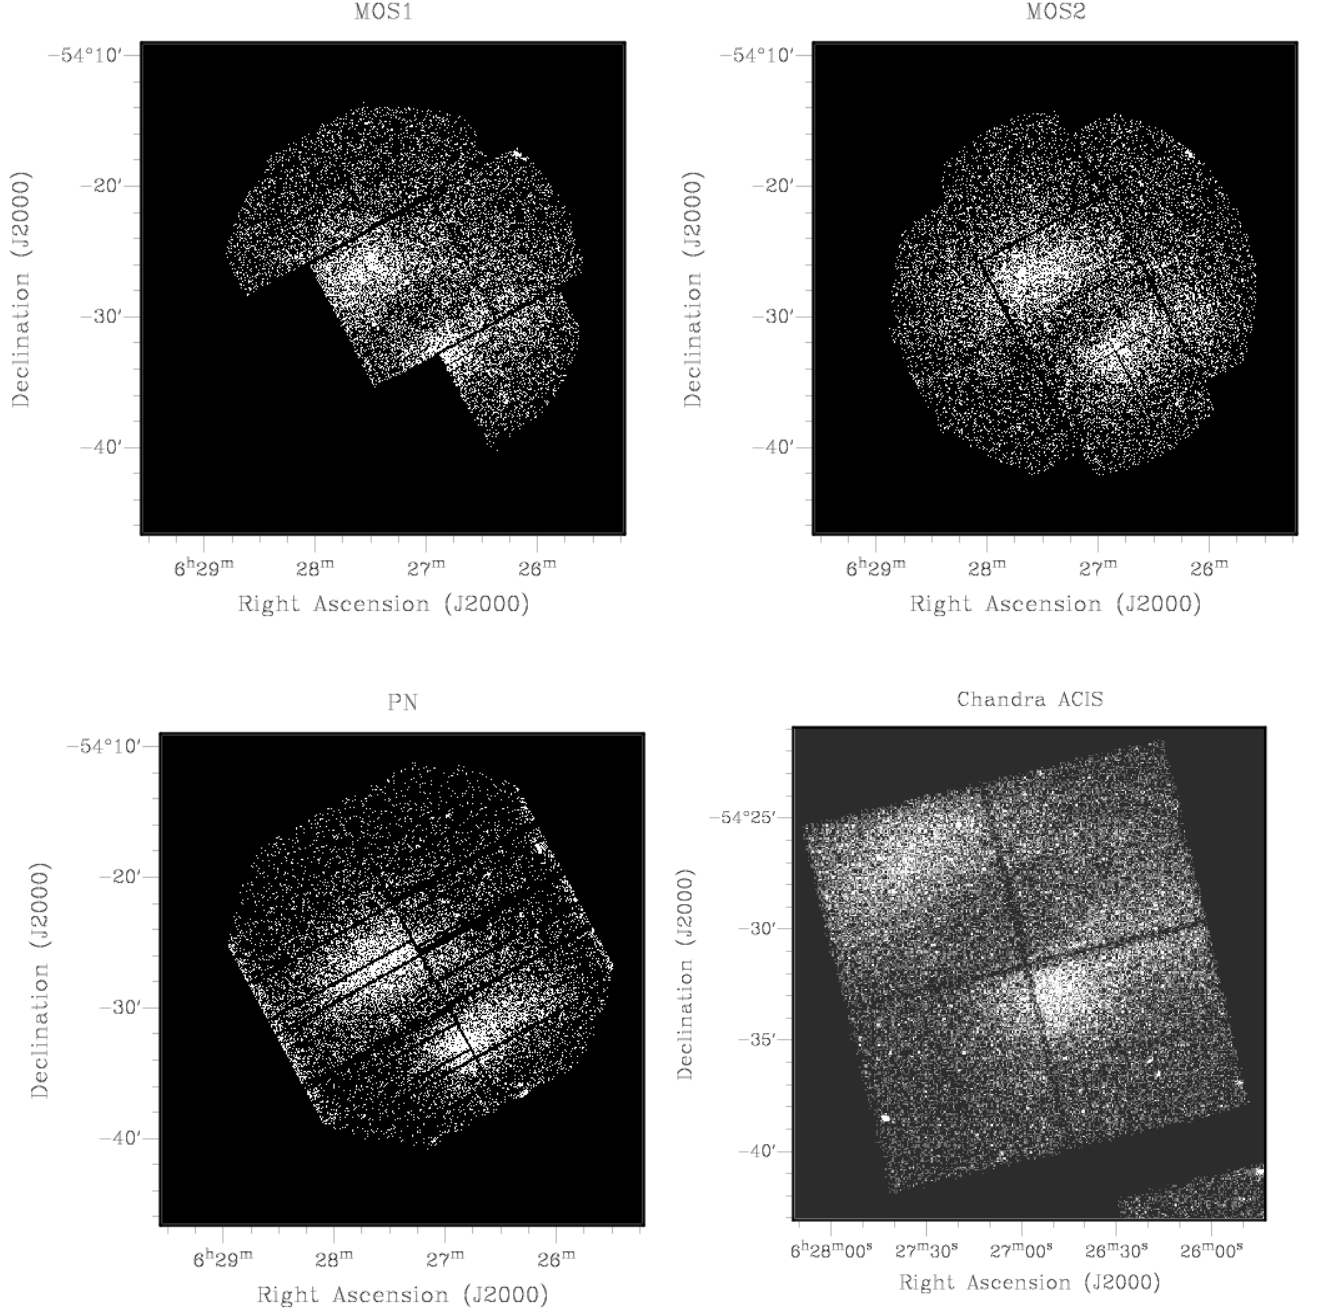 MOS1
MOS2
−54°10′
−20′
−30′
−40′
Declination (J2000)
6ʰ29ᵐ 28ᵐ 27ᵐ 26ᵐ
Right Ascension (J2000)
−54°10′
−20′
−30′
−40′
Declination (J2000)
6ʰ29ᵐ 28ᵐ 27ᵐ 26ᵐ
Right Ascension (J2000)
PN
Chandra ACIS
−54°10′
−20′
−30′
−40′
Declination (J2000)
6ʰ29ᵐ 28ᵐ 27ᵐ 26ᵐ
Right Ascension (J2000)
−54°25′
−30′
−35′
−40′
Declination (J2000)
6ʰ28ᵐ00ˢ 27ᵐ30ˢ 27ᵐ00ˢ 26ᵐ30ˢ 26ᵐ00ˢ
Right Ascension (J2000)